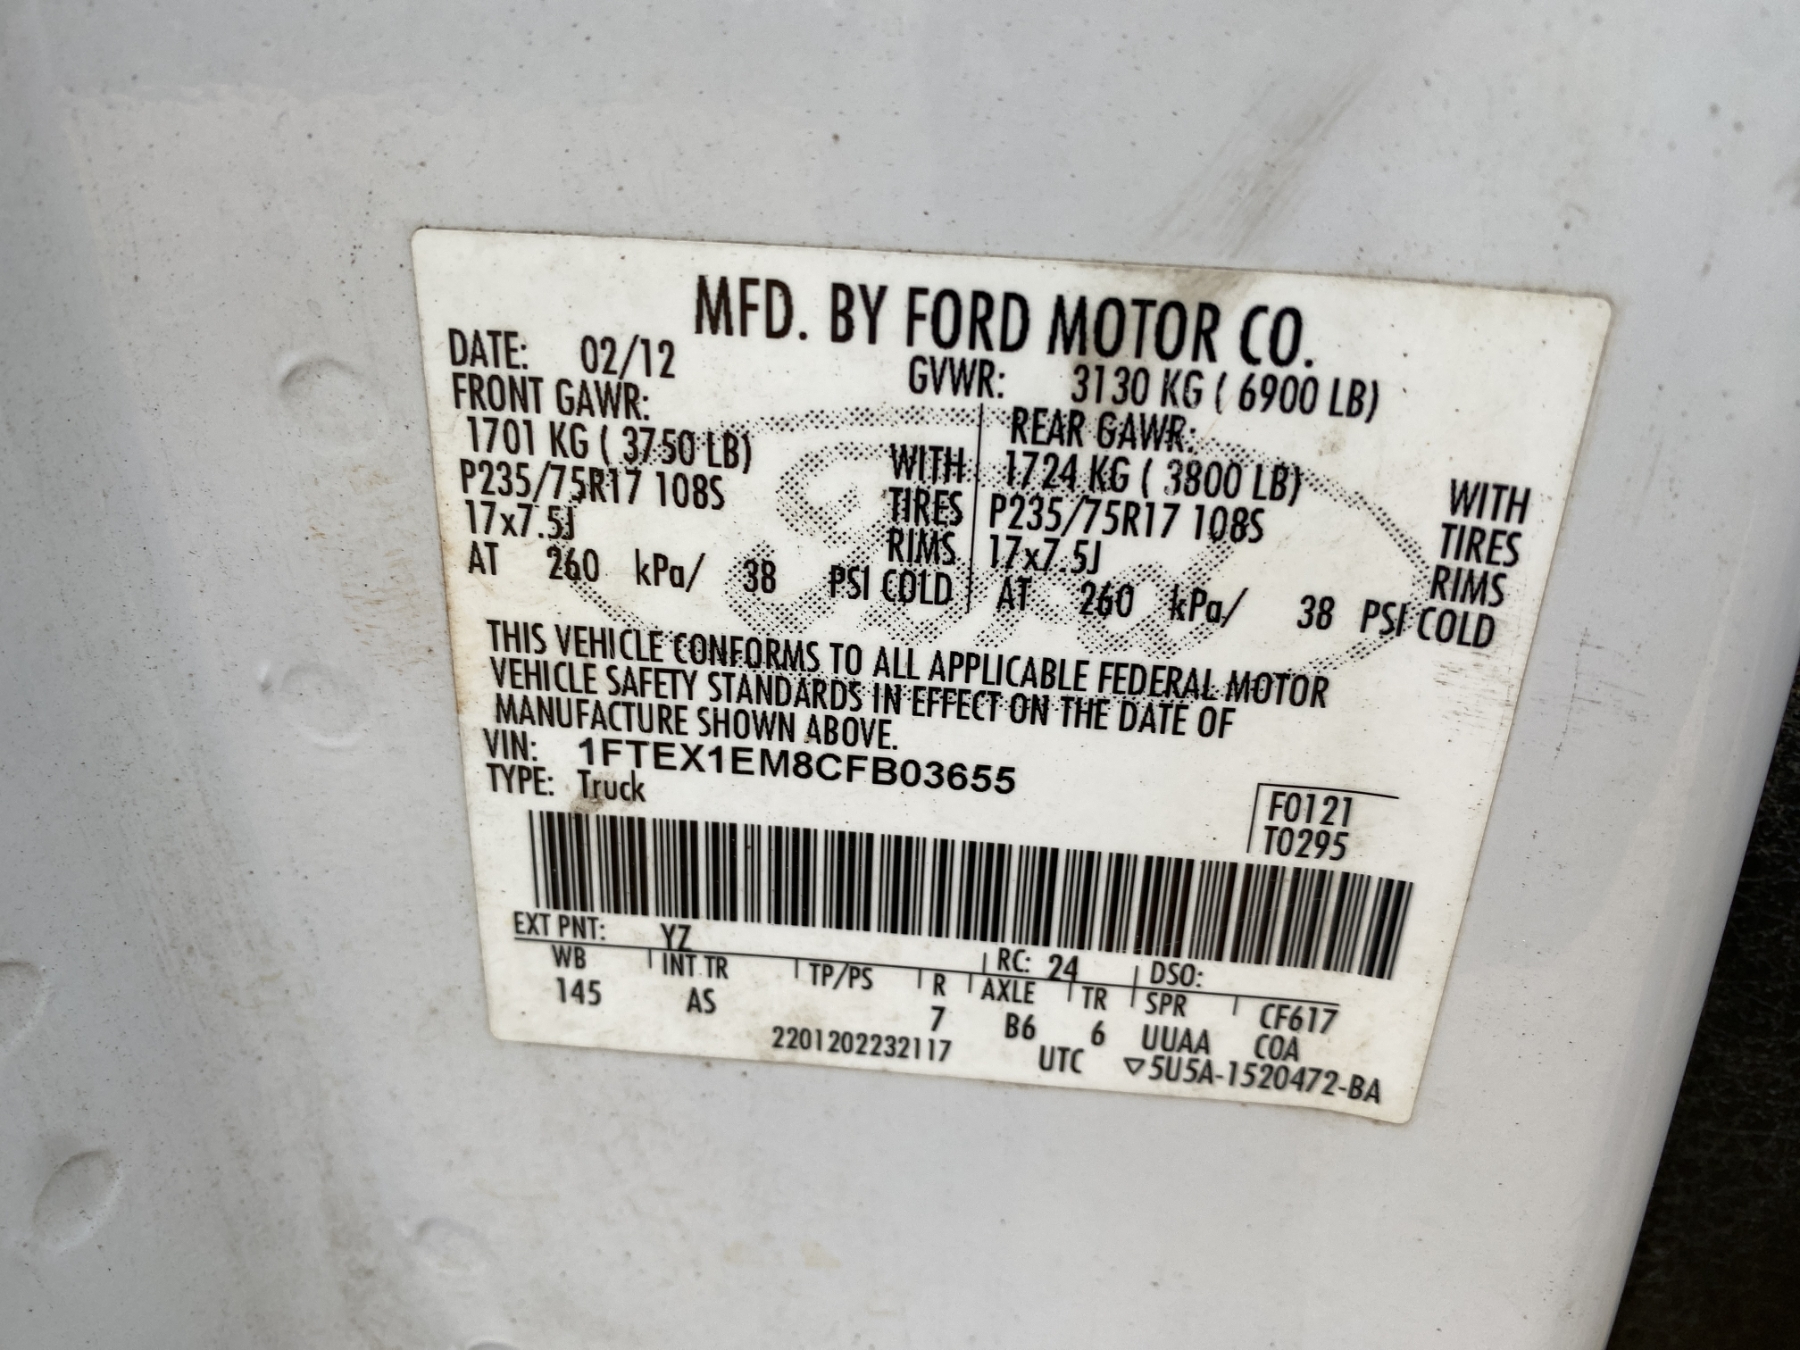 MFD. BY FORD MOTOR CO.
DATE: 02/12 GVWR: 3130 KG ( 6900 LB)
FRONT GAWR: REAR GAWR:
1701 KG ( 3750 LB) WITH 1724 KG ( 3800 LB) WITH
P235/75R17 108S TIRES P235/75R17 108S TIRES
17x7.5J RIMS 17x7.5J RIMS
AT 260 kPa/ 38 PSI COLD AT 260 kPa/ 38 PSI COLD
THIS VEHICLE CONFORMS TO ALL APPLICABLE FEDERAL MOTOR
VEHICLE SAFETY STANDARDS IN EFFECT ON THE DATE OF
MANUFACTURE SHOWN ABOVE.
VIN: 1FTEX1EM8CFB03655
TYPE: Truck
F0121
T0295
EXT PNT: YZ RC: 24 DSO:
WB INT TR TP/PS R AXLE TR SPR CF617
145 AS 7 B6 6 UUAA COA
2201202232117 UTC ▽5U5A-1520472-BA
Ford